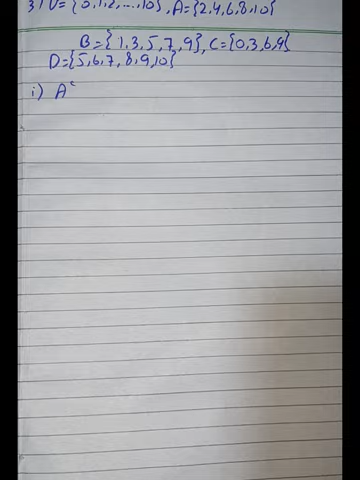 3) U = { 0,1,2,...,10} , A={2,4,6,8,10}
B={ 1,3,5,7,9} , C={0,3,6,9}
D={5,6,7,8,9,10}
i) Aᶜ